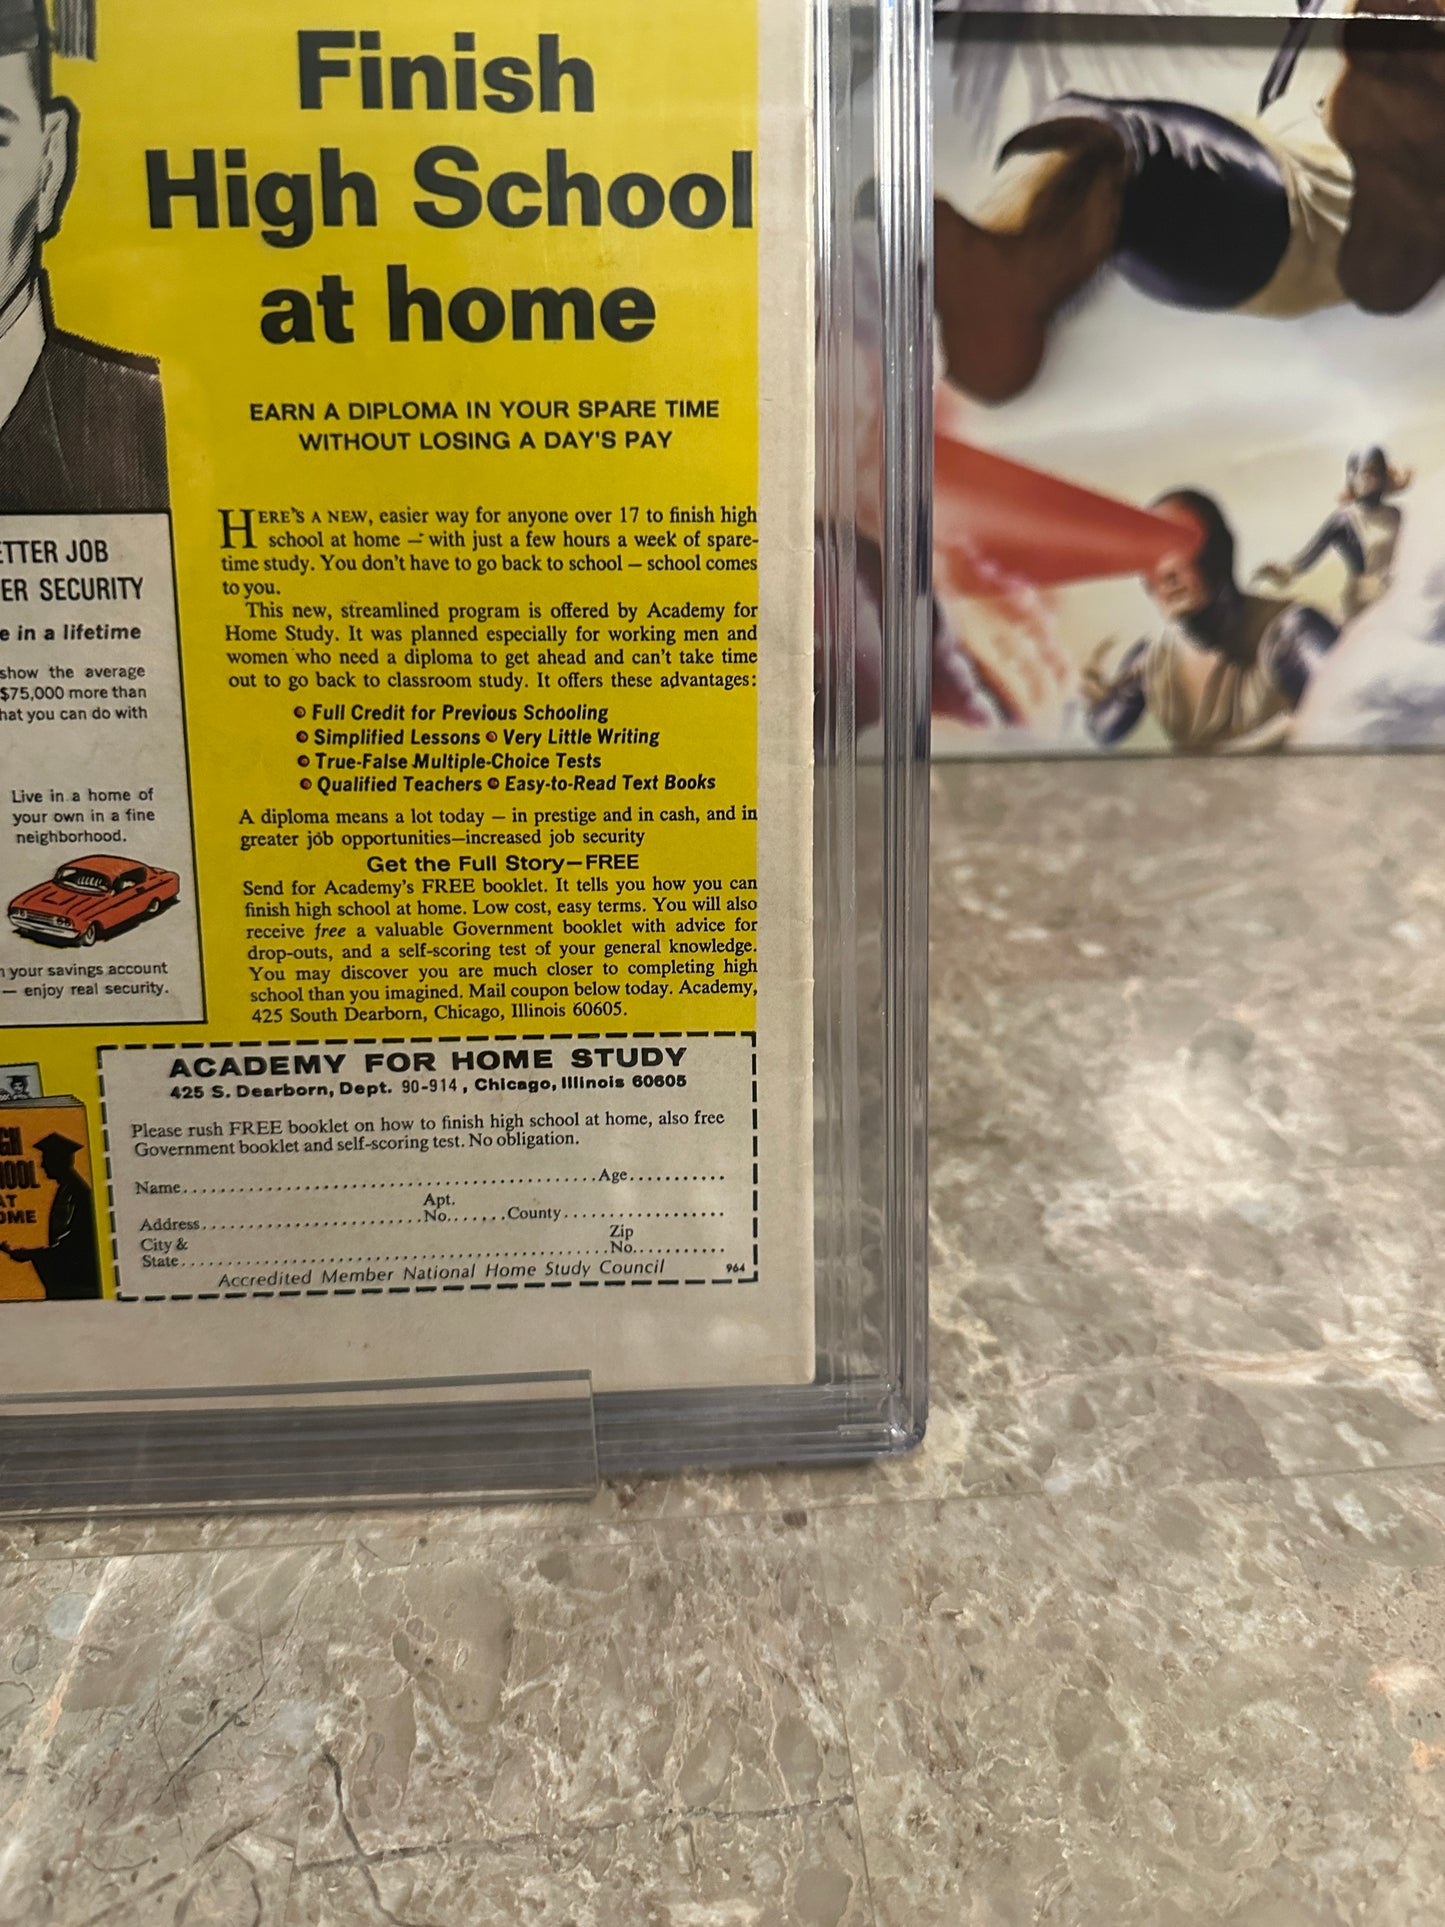 Finish
High School
at home
EARN A DIPLOMA IN YOUR SPARE TIME
WITHOUT LOSING A DAY'S PAY
HERE'S A NEW, easier way for anyone over 17 to finish high
school at home – with just a few hours a week of spare-
time study. You don't have to go back to school – school comes
to you.
This new, streamlined program is offered by Academy for
Home Study. It was planned especially for working men and
women who need a diploma to get ahead and can't take time
out to go back to classroom study. It offers these advantages:
Full Credit for Previous Schooling
Simplified Lessons Very Little Writing
True-False Multiple-Choice Tests
Qualified Teachers Easy-to-Read Text Books
A diploma means a lot today – in prestige and in cash, and in
greater job opportunities–increased job security
Get the Full Story–FREE
Send for Academy's FREE booklet. It tells you how you can
finish high school at home. Low cost, easy terms. You will also
receive free a valuable Government booklet with advice for
drop-outs, and a self-scoring test of your general knowledge.
You may discover you are much closer to completing high
school than you imagined. Mail coupon below today. Academy,
425 South Dearborn, Chicago, Illinois 60605.
ETTER JOB
ER SECURITY
e in a lifetime
show the average
$75,000 more than
hat you can do with
Live in a home of
your own in a fine
neighborhood.
n your savings account
— enjoy real security.
GH
HOOL
AT
OME
ACADEMY FOR HOME STUDY
425 S. Dearborn, Dept. 90-914, Chicago, Illinois 60605
Please rush FREE booklet on how to finish high school at home, also free
Government booklet and self-scoring test. No obligation.
Name..........Age..........
Address..........Apt. No.......County..........
City & State..........Zip No..........
Accredited Member National Home Study Council 964